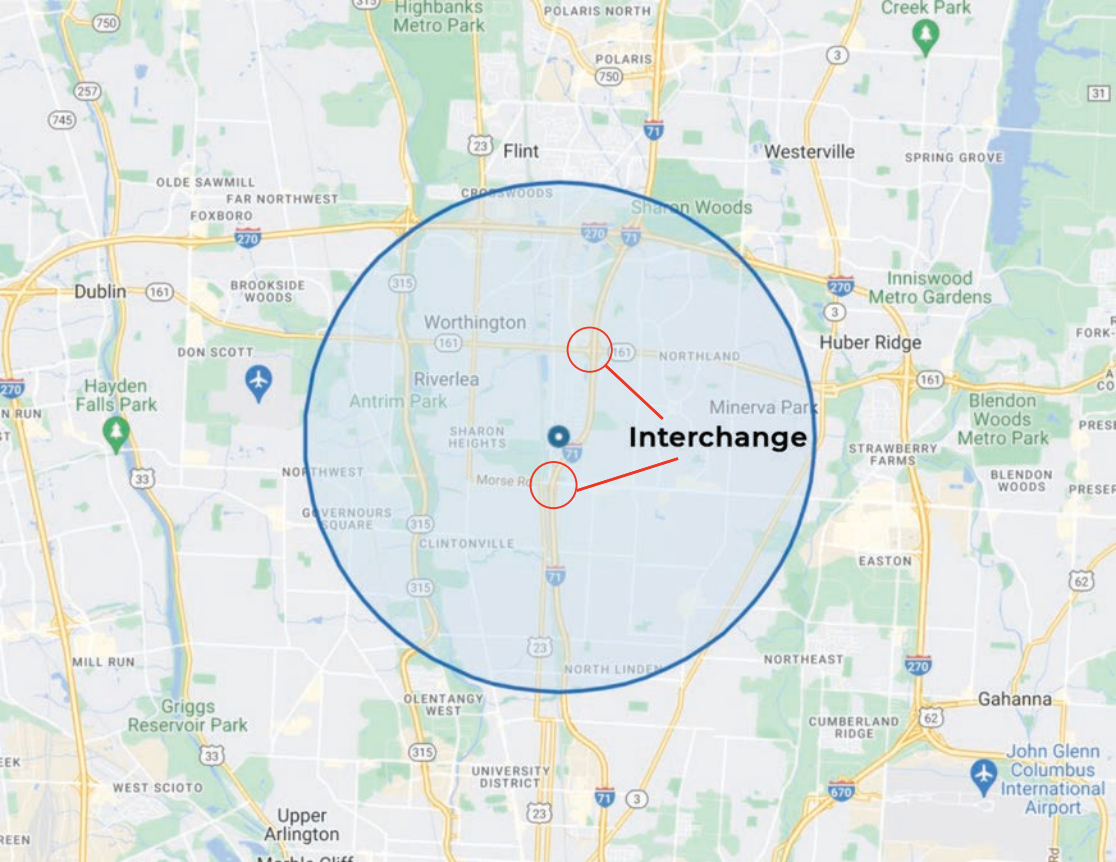 315
Highbanks
Metro Park
POLARIS NORTH
Creek Park
750
POLARIS
750
3
257
31
745
71
23
Flint
Westerville
SPRING GROVE
OLDE SAWMILL
FAR NORTHWEST
CROSSWOODS
FOXBORO
Sharon Woods
270
270
71
Inniswood
Metro Gardens
270
315
Dublin
161
BROOKSIDE
WOODS
3
Worthington
161
161
NORTHLAND
Huber Ridge
FORK-
DON SCOTT
Riverlea
161
270
Hayden
Falls Park
Antrim Park
Minerva Park
Blendon
Woods
Metro Park
N RUN
SHARON
HEIGHTS
71
Interchange
STRAWBERRY
FARMS
NORTHWEST
33
Morse Rd
BLENDON
WOODS
GOVERNOURS
SQUARE
315
CLINTONVILLE
EASTON
71
315
62
23
MILL RUN
NORTH LINDEN
NORTHEAST
270
Griggs
Reservoir Park
OLENTANGY
WEST
Gahanna
CUMBERLAND
RIDGE
62
33
315
John Glenn
Columbus
International
Airport
WEST SCIOTO
UNIVERSITY
DISTRICT
71
3
670
23
Upper
Arlington
Marble Cliff
Rd